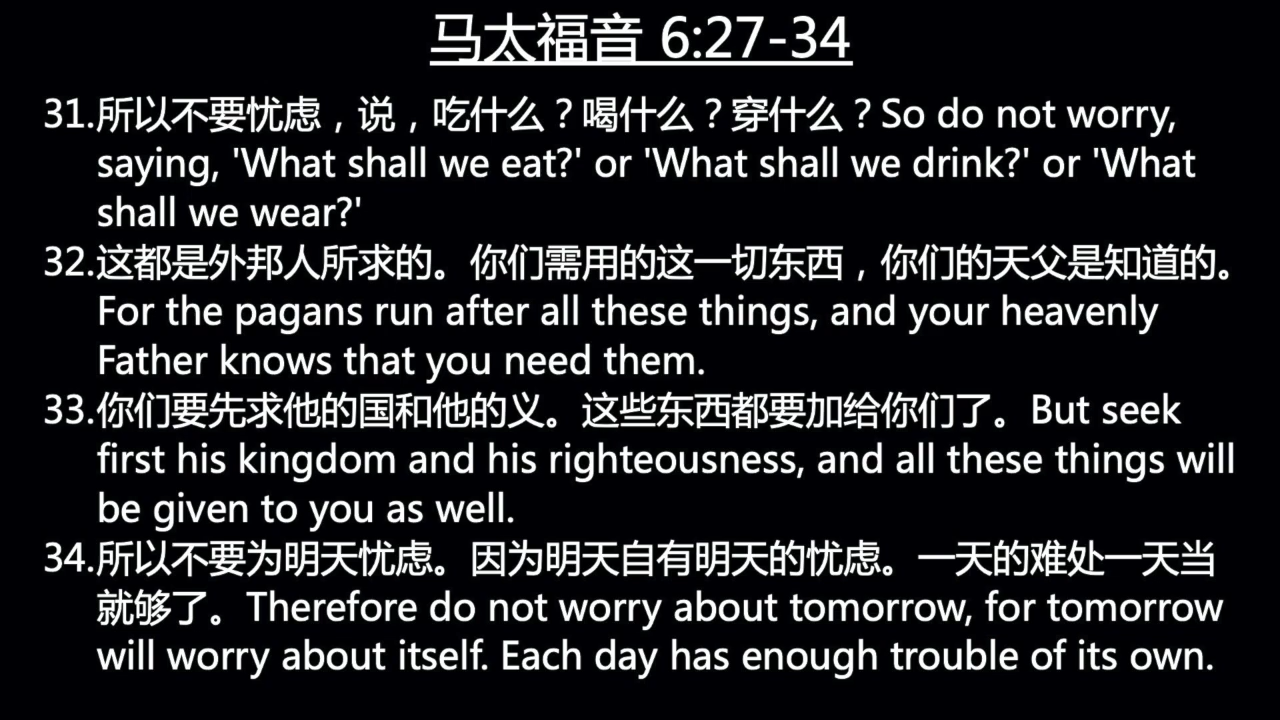 马太福音 6:27-34
31.所以不要忧虑，说，吃什么？喝什么？穿什么？So do not worry,
saying, 'What shall we eat?' or 'What shall we drink?' or 'What
shall we wear?'
32.这都是外邦人所求的。你们需用的这一切东西，你们的天父是知道的。
For the pagans run after all these things, and your heavenly
Father knows that you need them.
33.你们要先求他的国和他的义。这些东西都要加给你们了。But seek
first his kingdom and his righteousness, and all these things will
be given to you as well.
34.所以不要为明天忧虑。因为明天自有明天的忧虑。一天的难处一天当
就够了。Therefore do not worry about tomorrow, for tomorrow
will worry about itself. Each day has enough trouble of its own.